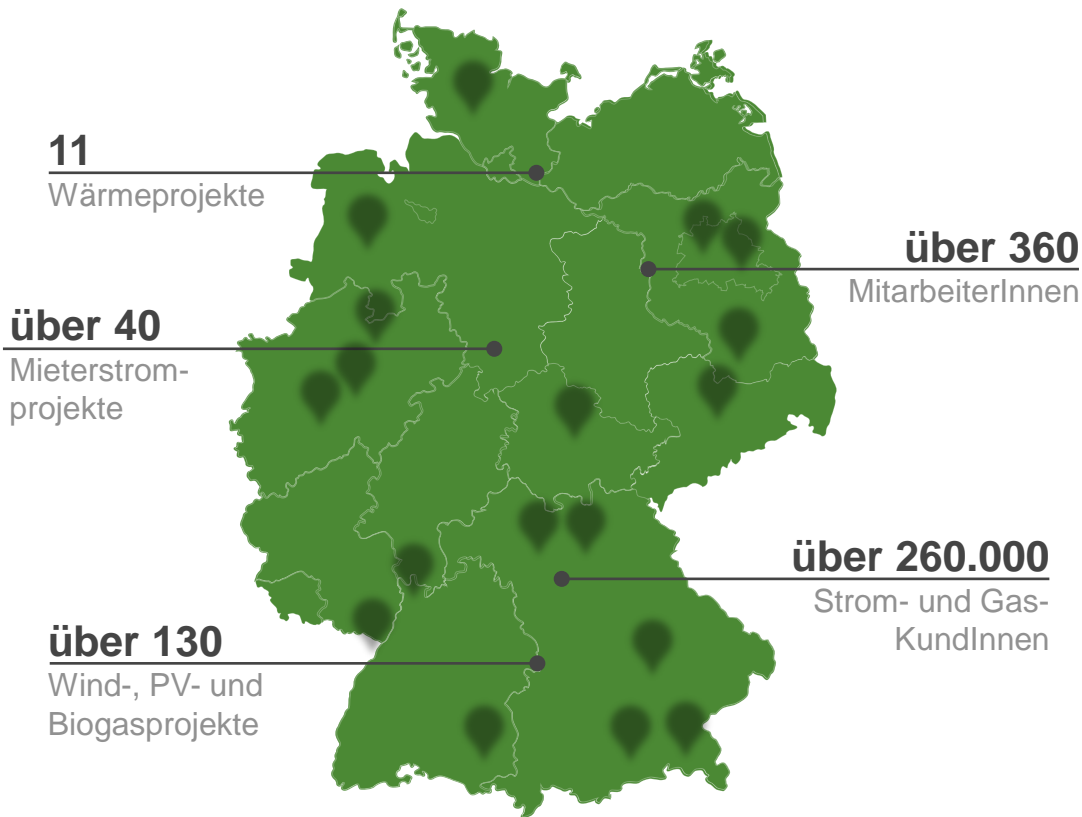 11
Wärmeprojekte
über 360
MitarbeiterInnen
über 40
Mieterstrom-
projekte
über 260.000
Strom- und Gas-
KundInnen
über 130
Wind-, PV- und
Biogasprojekte